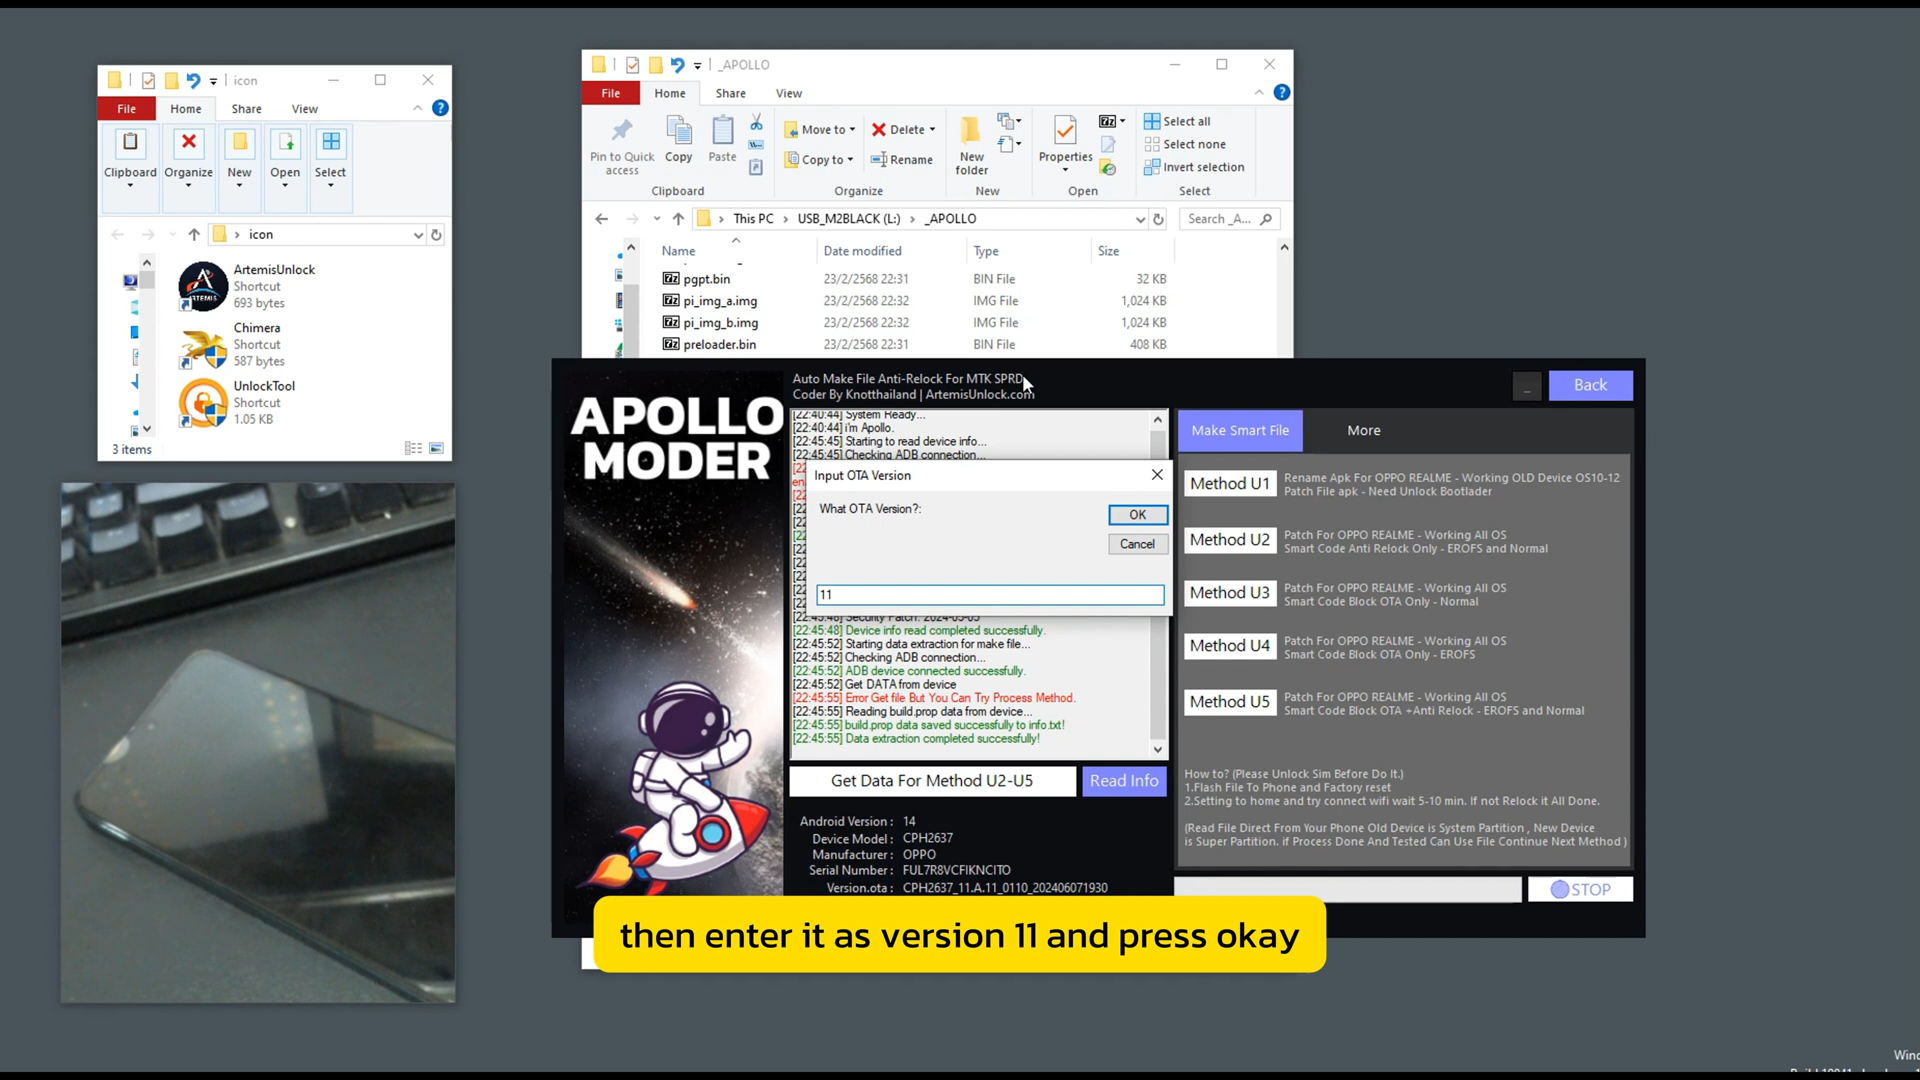 icon
File
Home
Share
View
Clipboard
Organize
New
Open
Select
icon
ArtemisUnlock
Shortcut
693 bytes
ARTEMIS
Chimera
Shortcut
587 bytes
UnlockTool
Shortcut
1.05 KB
3 items
_APOLLO
File
Home
Share
View
Pin to Quick access
Copy
Paste
Move to
Copy to
Delete
Rename
New folder
Properties
Select all
Select none
Invert selection
Clipboard
Organize
New
Open
Select
This PC > USB_M2BLACK (L:) > _APOLLO
Search _A...
Name
Date modified
Type
Size
pgpt.bin 23/2/2568 22:31 BIN File 32 KB
pi_img_a.img 23/2/2568 22:32 IMG File 1,024 KB
pi_img_b.img 23/2/2568 22:32 IMG File 1,024 KB
preloader.bin 23/2/2568 22:31 BIN File 408 KB
APOLLO
MODER
Auto Make File Anti-Relock For MTK SPRD
Coder By Knotthailand | ArtemisUnlock.com
_
Back
[22:40:44] System Ready...
[22:40:44] i'm Apollo.
[22:45:45] Starting to read device info...
[22:45:45] Checking ADB connection...
Input OTA Version
What OTA Version?:
OK
Cancel
11
[22:45:48] Security Patch: 2024-05-05
[22:45:48] Device info read completed successfully.
[22:45:52] Starting data extraction for make file...
[22:45:52] Checking ADB connection...
[22:45:52] ADB device connected successfully.
[22:45:52] Get DATA from device
[22:45:55] Error Get file But You Can Try Process Method.
[22:45:55] Reading build.prop data from device...
[22:45:55] build.prop data saved successfully to info.txt!
[22:45:55] Data extraction completed successfully!
Get Data For Method U2-U5
Read Info
Android Version : 14
Device Model : CPH2637
Manufacturer : OPPO
Serial Number : FUL7R8VCFIKNCITO
Version.ota : CPH2637_11.A.11_0110_202406071930
Make Smart File
More
Method U1
Rename Apk For OPPO REALME - Working OLD Device OS10-12
Patch File apk - Need Unlock Bootlader
Method U2
Patch For OPPO REALME - Working All OS
Smart Code Anti Relock Only - EROFS and Normal
Method U3
Patch For OPPO REALME - Working All OS
Smart Code Block OTA Only - Normal
Method U4
Patch For OPPO REALME - Working All OS
Smart Code Block OTA Only - EROFS
Method U5
Patch For OPPO REALME - Working All OS
Smart Code Block OTA +Anti Relock - EROFS and Normal
How to? (Please Unlock Sim Before Do It.)
1.Flash File To Phone and Factory reset
2.Setting to home and try connect wifi wait 5-10 min. If not Relock it All Done.
(Read File Direct From Your Phone Old Device is System Partition , New Device
is Super Partition. if Process Done And Tested Can Use File Continue Next Method )
STOP
then enter it as version 11 and press okay